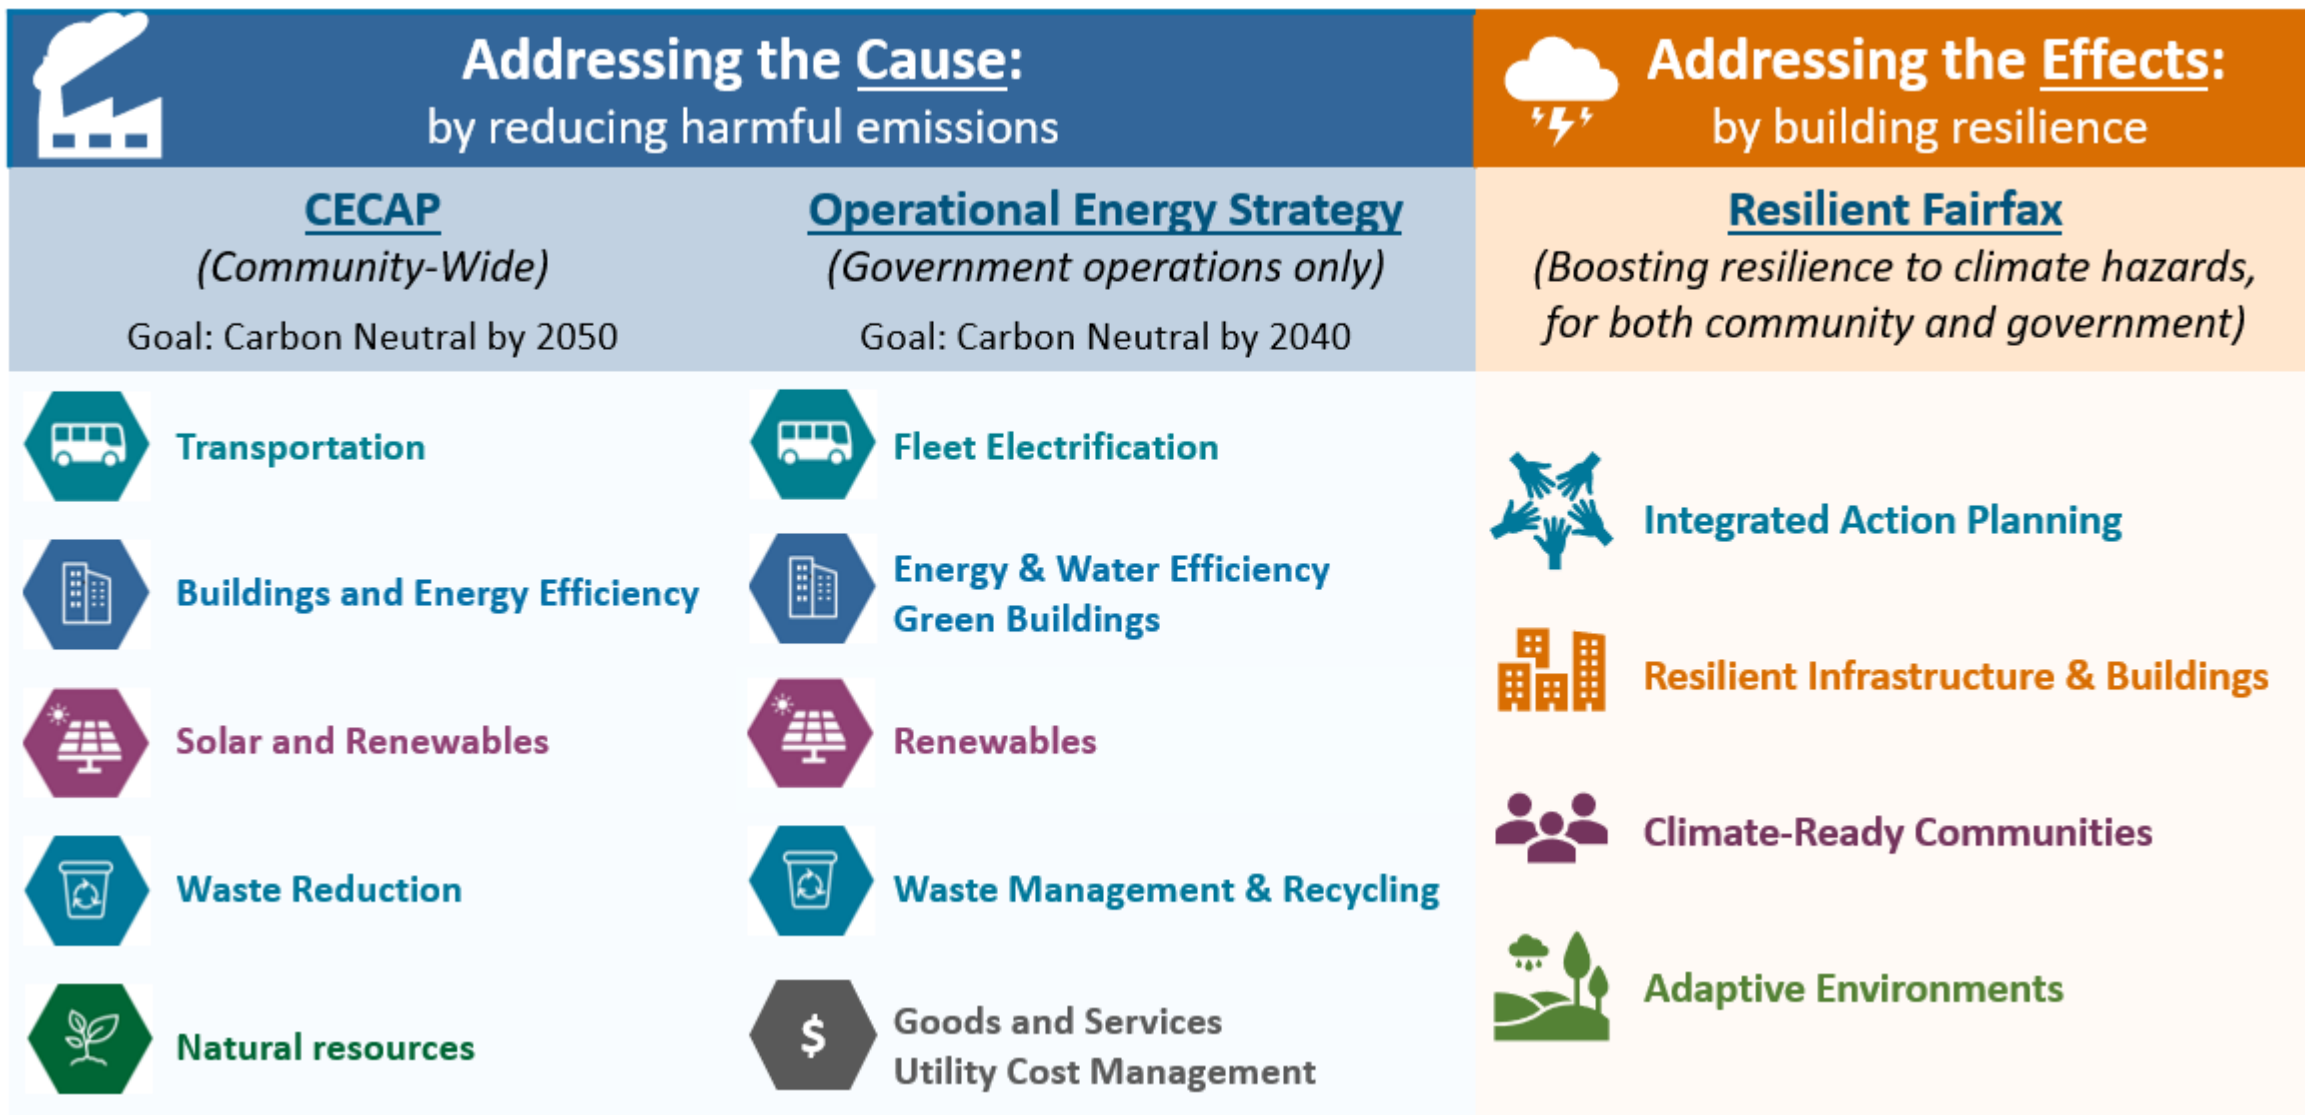 Addressing the Cause:
by reducing harmful emissions
Addressing the Effects:
by building resilience
CECAP
(Community-Wide)
Goal: Carbon Neutral by 2050
Operational Energy Strategy
(Government operations only)
Goal: Carbon Neutral by 2040
Resilient Fairfax
(Boosting resilience to climate hazards,
for both community and government)
Transportation
Buildings and Energy Efficiency
Solar and Renewables
Waste Reduction
Natural resources
Fleet Electrification
Energy & Water Efficiency
Green Buildings
Renewables
Waste Management & Recycling
$
Goods and Services
Utility Cost Management
Integrated Action Planning
Resilient Infrastructure & Buildings
Climate-Ready Communities
Adaptive Environments